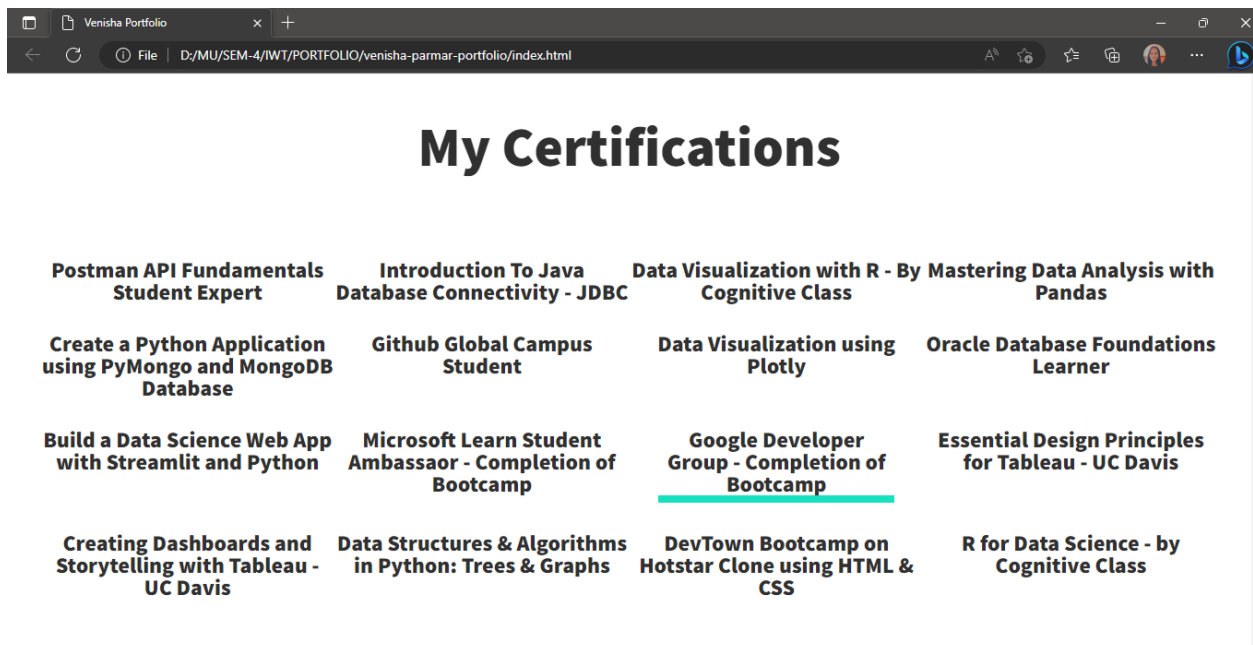 Venisha Portfolio
File | D:/MU/SEM-4/IWT/PORTFOLIO/venisha-parmar-portfolio/index.html
My Certifications
Postman API Fundamentals
Student Expert
Introduction To Java
Database Connectivity - JDBC
Data Visualization with R - By
Cognitive Class
Mastering Data Analysis with
Pandas
Create a Python Application
using PyMongo and MongoDB
Database
Github Global Campus
Student
Data Visualization using
Plotly
Oracle Database Foundations
Learner
Build a Data Science Web App
with Streamlit and Python
Microsoft Learn Student
Ambassaor - Completion of
Bootcamp
Google Developer
Group - Completion of
Bootcamp
Essential Design Principles
for Tableau - UC Davis
Creating Dashboards and
Storytelling with Tableau -
UC Davis
Data Structures & Algorithms
in Python: Trees & Graphs
DevTown Bootcamp on
Hotstar Clone using HTML &
CSS
R for Data Science - by
Cognitive Class